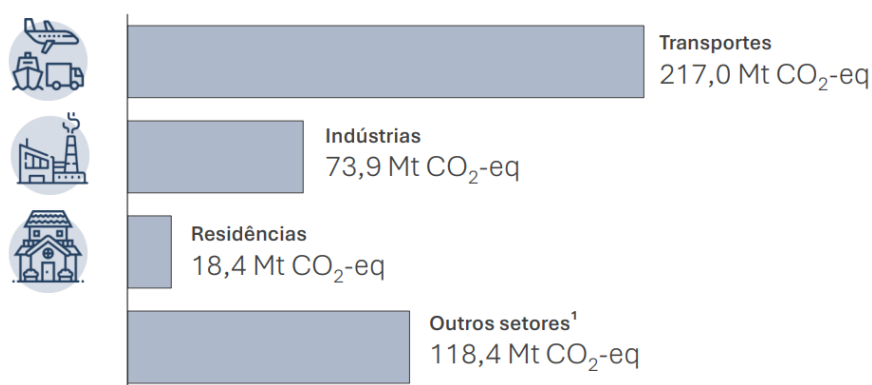 Transportes
217,0 Mt CO₂-eq
Indústrias
73,9 Mt CO₂-eq
Residências
18,4 Mt CO₂-eq
Outros setores¹
118,4 Mt CO₂-eq